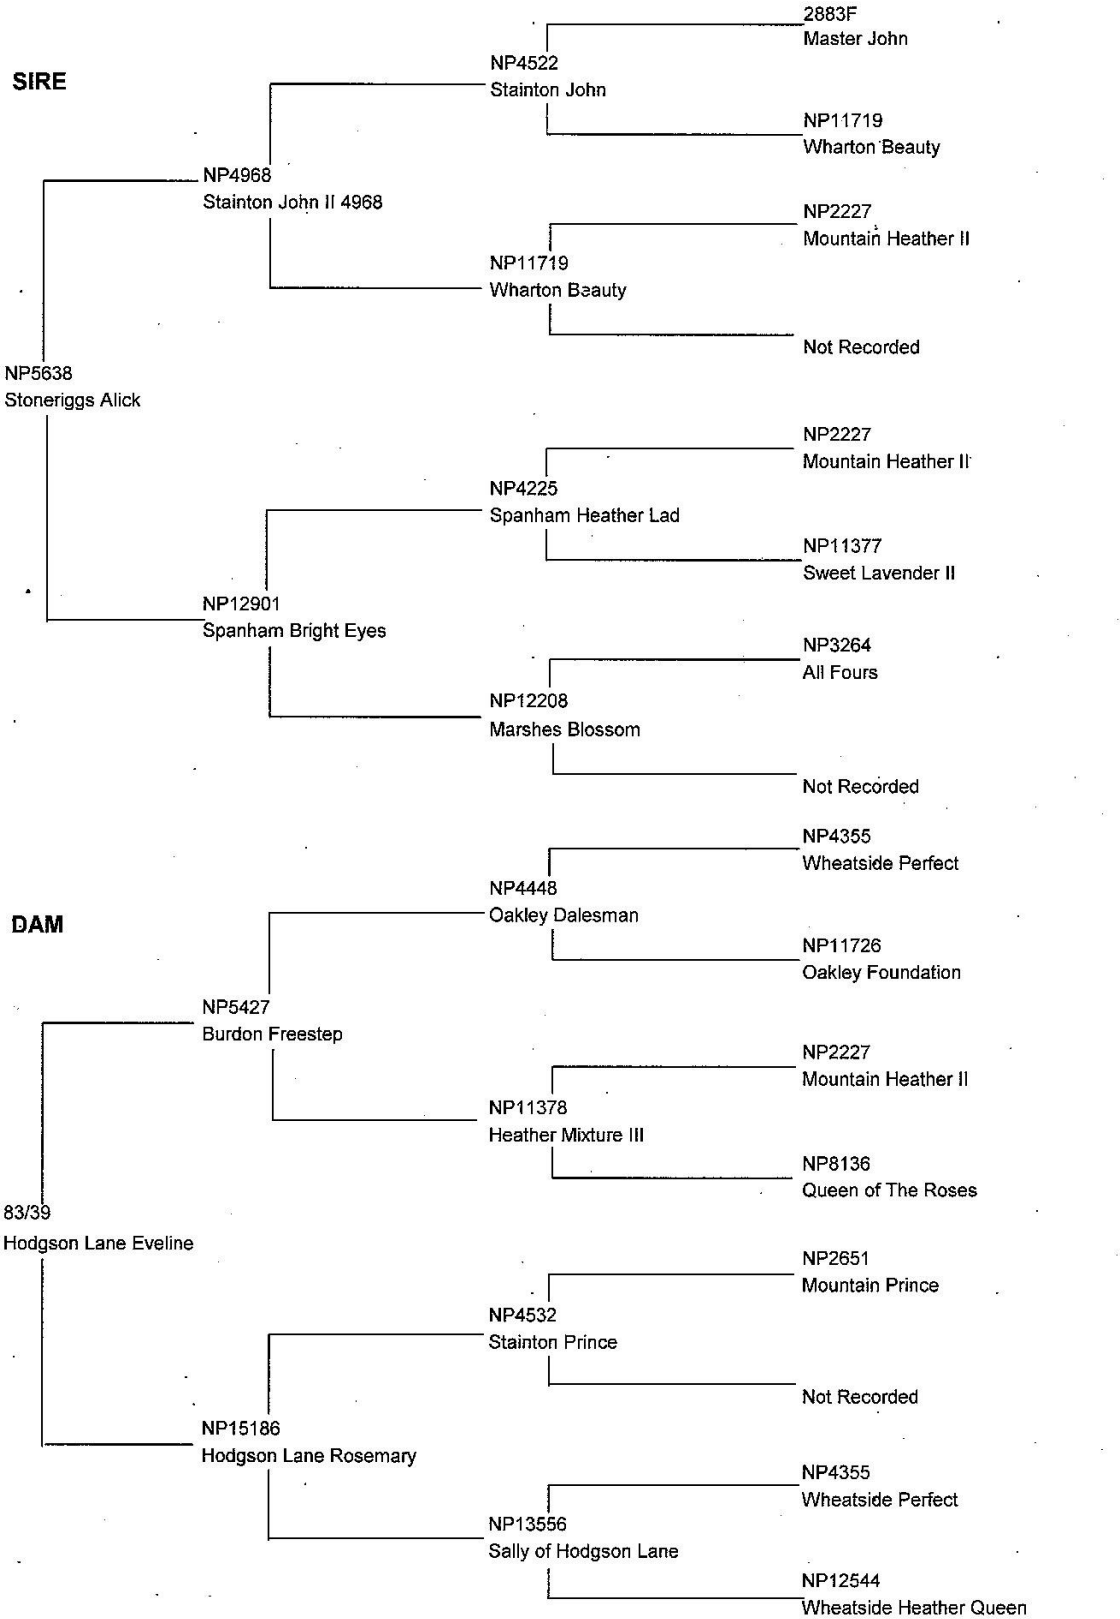 SIRE
2883F
Master John
NP4522
Stainton John
NP11719
Wharton Beauty
NP4968
Stainton John II 4968
NP2227
Mountain Heather II
NP11719
Wharton Beauty
Not Recorded
NP5638
Stoneriggs Alick
NP2227
Mountain Heather II
NP4225
Spanham Heather Lad
NP11377
Sweet Lavender II
NP12901
Spanham Bright Eyes
NP3264
All Fours
NP12208
Marshes Blossom
Not Recorded
DAM
NP4355
Wheatside Perfect
NP4448
Oakley Dalesman
NP11726
Oakley Foundation
NP5427
Burdon Freestep
NP2227
Mountain Heather II
NP11378
Heather Mixture III
NP8136
Queen of The Roses
83/39
Hodgson Lane Eveline
NP2651
Mountain Prince
NP4532
Stainton Prince
Not Recorded
NP15186
Hodgson Lane Rosemary
NP4355
Wheatside Perfect
NP13556
Sally of Hodgson Lane
NP12544
Wheatside Heather Queen